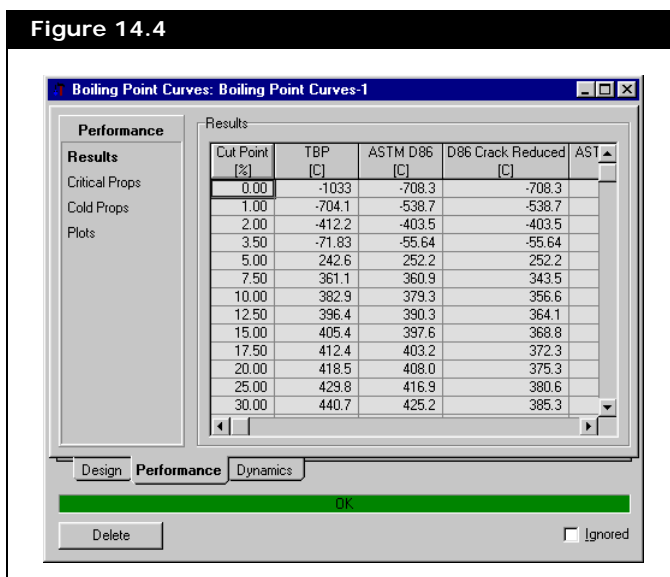 Figure 14.4
Boiling Point Curves: Boiling Point Curves-1
Performance
Results
Critical Props
Cold Props
Plots
Results
Cut Point TBP ASTM D86 D86 Crack Reduced AST
[%] [C] [C] [C]
0.00 -1033 -708.3 -708.3
1.00 -704.1 -538.7 -538.7
2.00 -412.2 -403.5 -403.5
3.50 -71.83 -55.64 -55.64
5.00 242.6 252.2 252.2
7.50 361.1 360.9 343.5
10.00 382.9 379.3 356.6
12.50 396.4 390.3 364.1
15.00 405.4 397.6 368.8
17.50 412.4 403.2 372.3
20.00 418.5 408.0 375.3
25.00 429.8 416.9 380.6
30.00 440.7 425.2 385.3
Design Performance Dynamics
OK
Delete Ignored